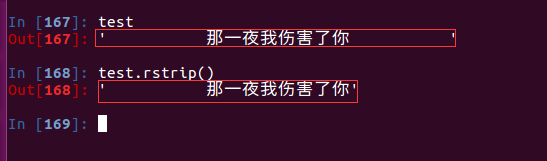 In [167]: test
Out[167]: '          那一夜我伤害了你          '
In [168]: test.rstrip()
Out[168]: '          那一夜我伤害了你'
In [169]: